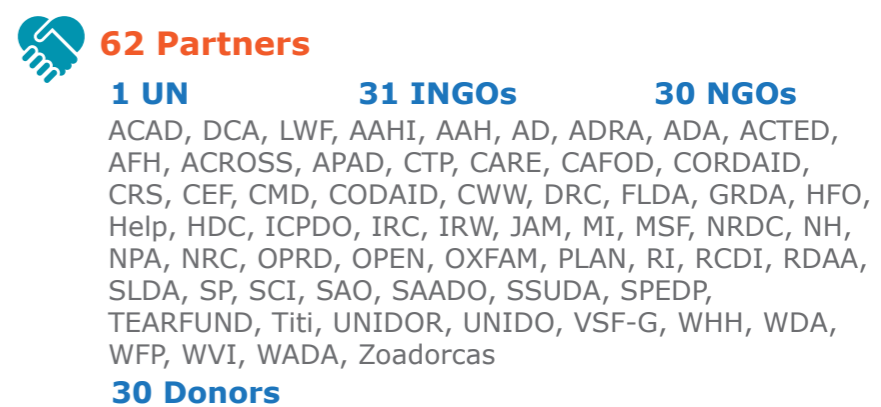 62 Partners
1 UN 31 INGOs 30 NGOs
ACAD, DCA, LWF, AAHI, AAH, AD, ADRA, ADA, ACTED,
AFH, ACROSS, APAD, CTP, CARE, CAFOD, CORDAID,
CRS, CEF, CMD, CODAID, CWW, DRC, FLDA, GRDA, HFO,
Help, HDC, ICPDO, IRC, IRW, JAM, MI, MSF, NRDC, NH,
NPA, NRC, OPRD, OPEN, OXFAM, PLAN, RI, RCDI, RDAA,
SLDA, SP, SCI, SAO, SAADO, SSUDA, SPEDP,
TEARFUND, Titi, UNIDOR, UNIDO, VSF-G, WHH, WDA,
WFP, WVI, WADA, Zoadorcas
30 Donors